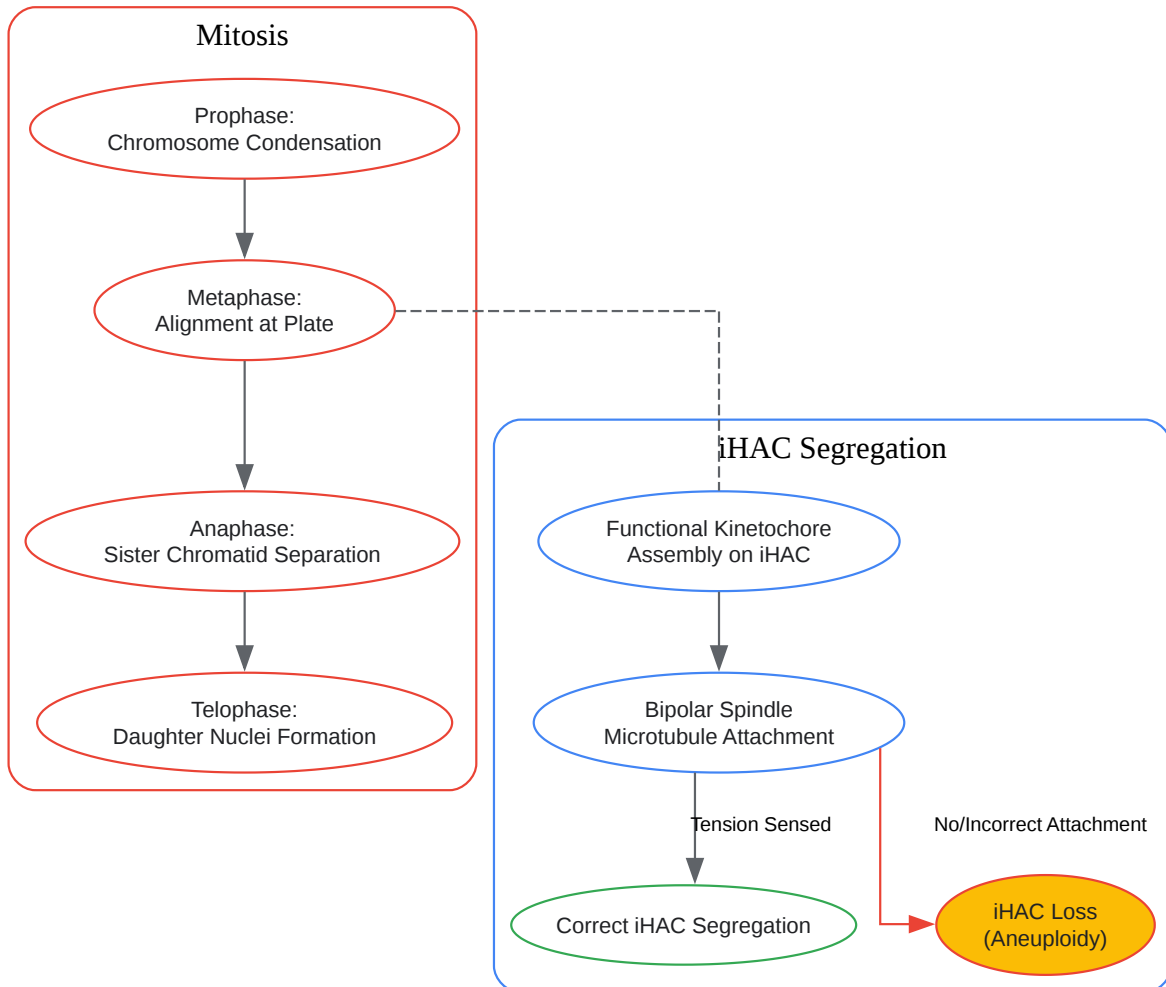 Mitosis
Prophase:
Chromosome Condensation
Metaphase:
Alignment at Plate
Anaphase:
Sister Chromatid Separation
Telophase:
Daughter Nuclei Formation
iHAC Segregation
Functional Kinetochore
Assembly on iHAC
Bipolar Spindle
Microtubule Attachment
Tension Sensed
No/Incorrect Attachment
Correct iHAC Segregation
iHAC Loss
(Aneuploidy)